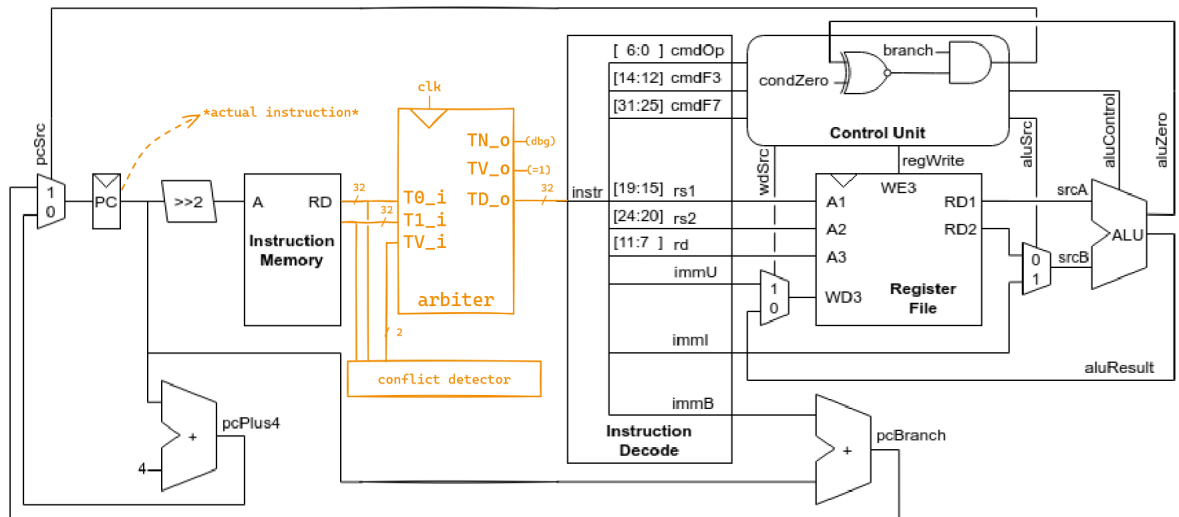 [ 6:0 ] cmdOp
[14:12] cmdF3
[31:25] cmdF7
branch
condZero
Control Unit
clk
*actual instruction*
pcSrc
1
0
PC
>>2
A RD
Instruction
Memory
32
32
T0_i
T1_i
TV_i
TN_o
(dbg)
TV_o
(=1)
TD_o
32
arbiter
2
conflict detector
instr
[19:15] rs1
[24:20] rs2
[11:7 ] rd
immU
immI
immB
Instruction
Decode
wdSrc
regWrite
1
0
WE3
A1
A2
A3
WD3
RD1
RD2
Register
File
aluSrc
aluControl
aluZero
srcA
0
1
srcB
ALU
aluResult
pcPlus4
+
4
+
pcBranch